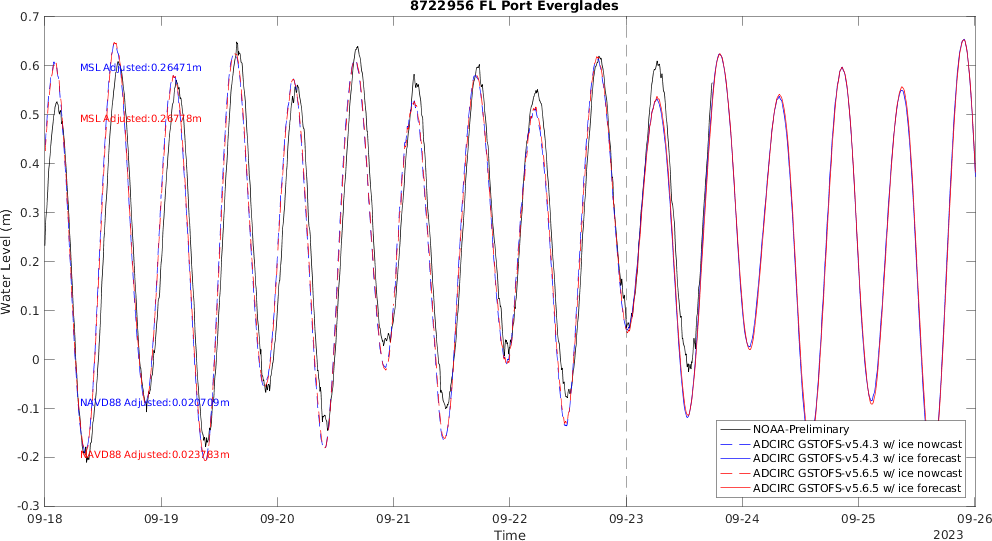 8722956 FL Port Everglades
0.7
0.6
0.5
0.4
0.3
0.2
0.1
0
-0.1
-0.2
-0.3
Water Level (m)
MSL Adjusted:0.26471m
MSL Adjusted:0.26778m
NAVD88 Adjusted:0.020709m
NAVD88 Adjusted:0.023783m
NOAA-Preliminary
ADCIRC GSTOFS-v5.4.3 w/ ice nowcast
ADCIRC GSTOFS-v5.4.3 w/ ice forecast
ADCIRC GSTOFS-v5.6.5 w/ ice nowcast
ADCIRC GSTOFS-v5.6.5 w/ ice forecast
09-18 09-19 09-20 09-21 09-22 09-23 09-24 09-25 09-26
Time
2023